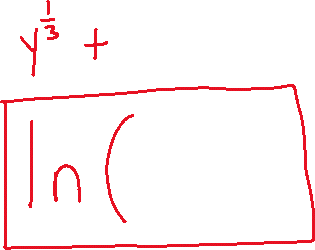 y^{1/3} +
ln(